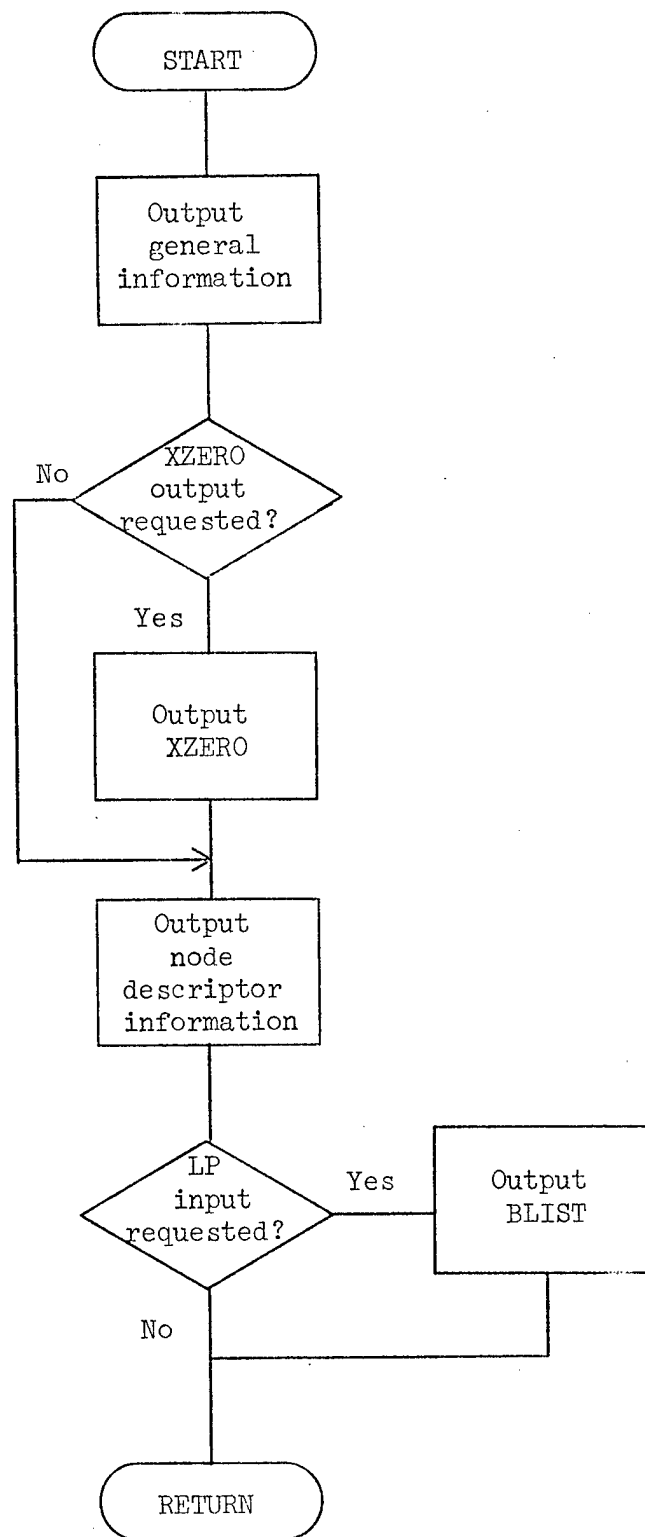 START
Output
general
information
XZERO
output
requested?
No
Yes
Output
XZERO
Output
node
descriptor
information
LP
input
requested?
Yes
Output
BLIST
No
RETURN